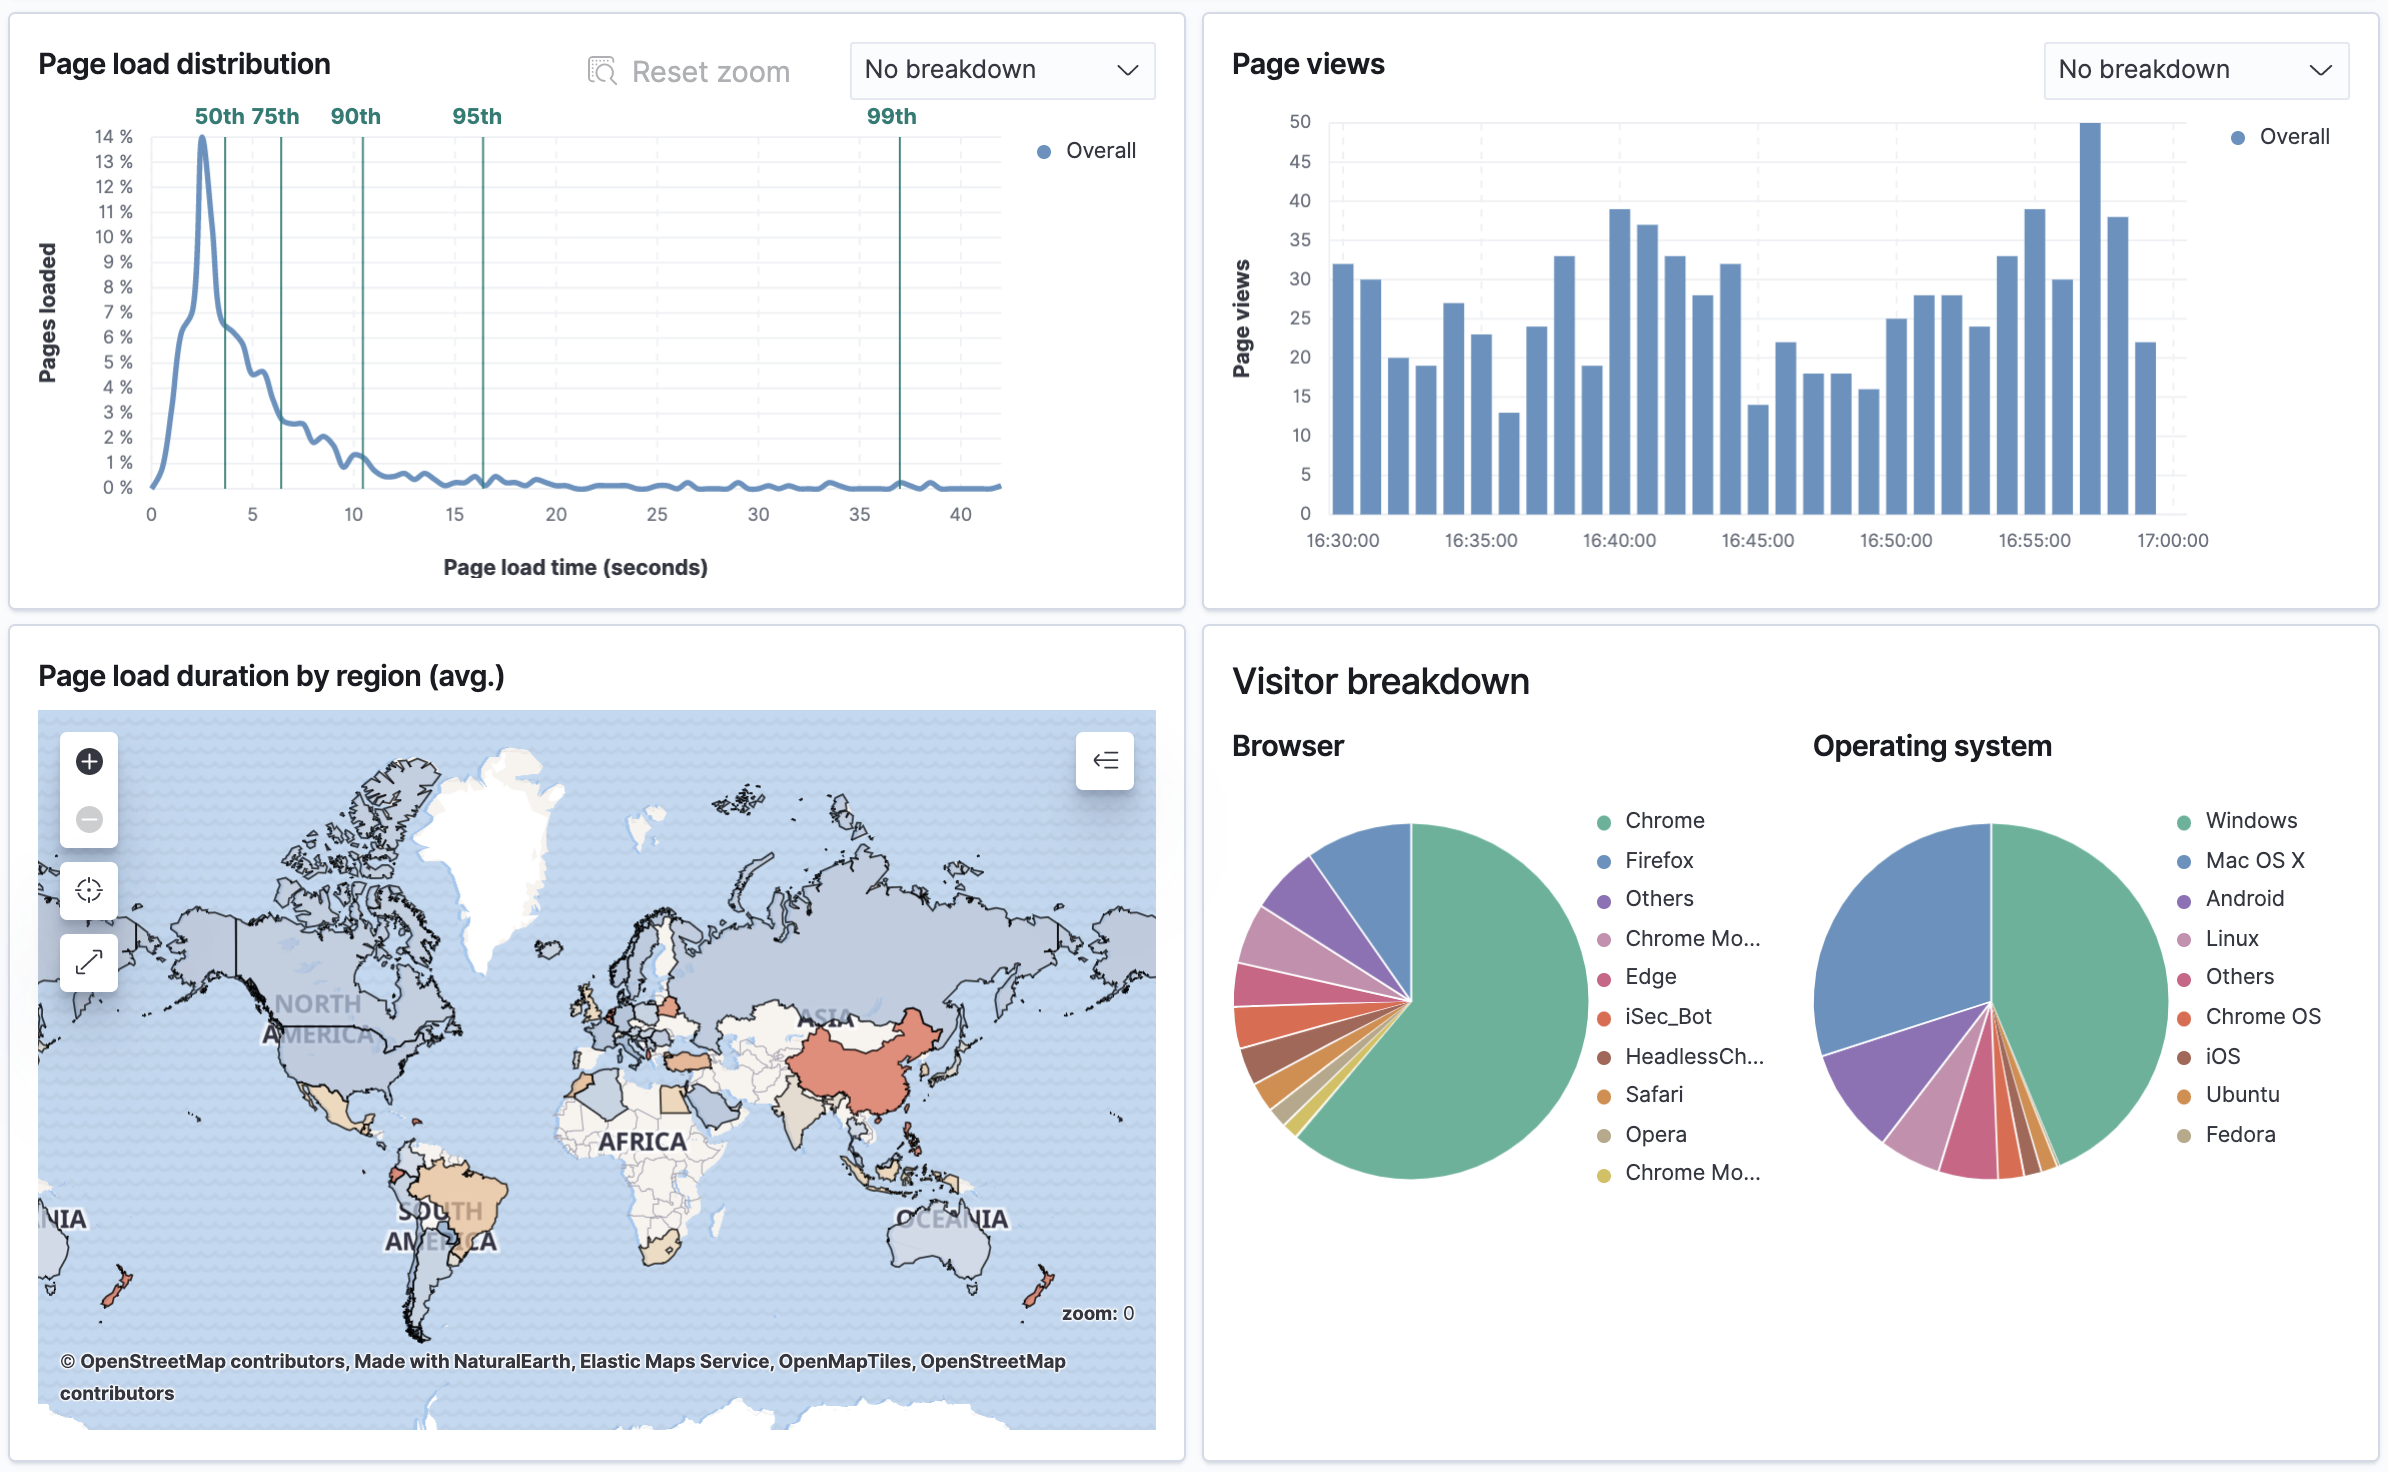 Page load distribution
Reset zoom
No breakdown
50th 75th 90th 95th 99th
14 %
13 %
12 %
11 %
10 %
9 %
8 %
7 %
6 %
5 %
4 %
3 %
2 %
1 %
0 %
Pages loaded
0 5 10 15 20 25 30 35 40
Page load time (seconds)
Overall
Page views
No breakdown
50
45
40
35
30
25
20
15
10
5
0
Page views
16:30:00 16:35:00 16:40:00 16:45:00 16:50:00 16:55:00 17:00:00
Overall
Page load duration by region (avg.)
NORTH
AMERICA
ASIA
AFRICA
SOUTH
AMERICA
OCEANIA
NIA
zoom: 0
© OpenStreetMap contributors, Made with NaturalEarth, Elastic Maps Service, OpenMapTiles, OpenStreetMap
contributors
Visitor breakdown
Browser
Chrome
Firefox
Others
Chrome Mo...
Edge
iSec_Bot
HeadlessCh...
Safari
Opera
Chrome Mo...
Operating system
Windows
Mac OS X
Android
Linux
Others
Chrome OS
iOS
Ubuntu
Fedora